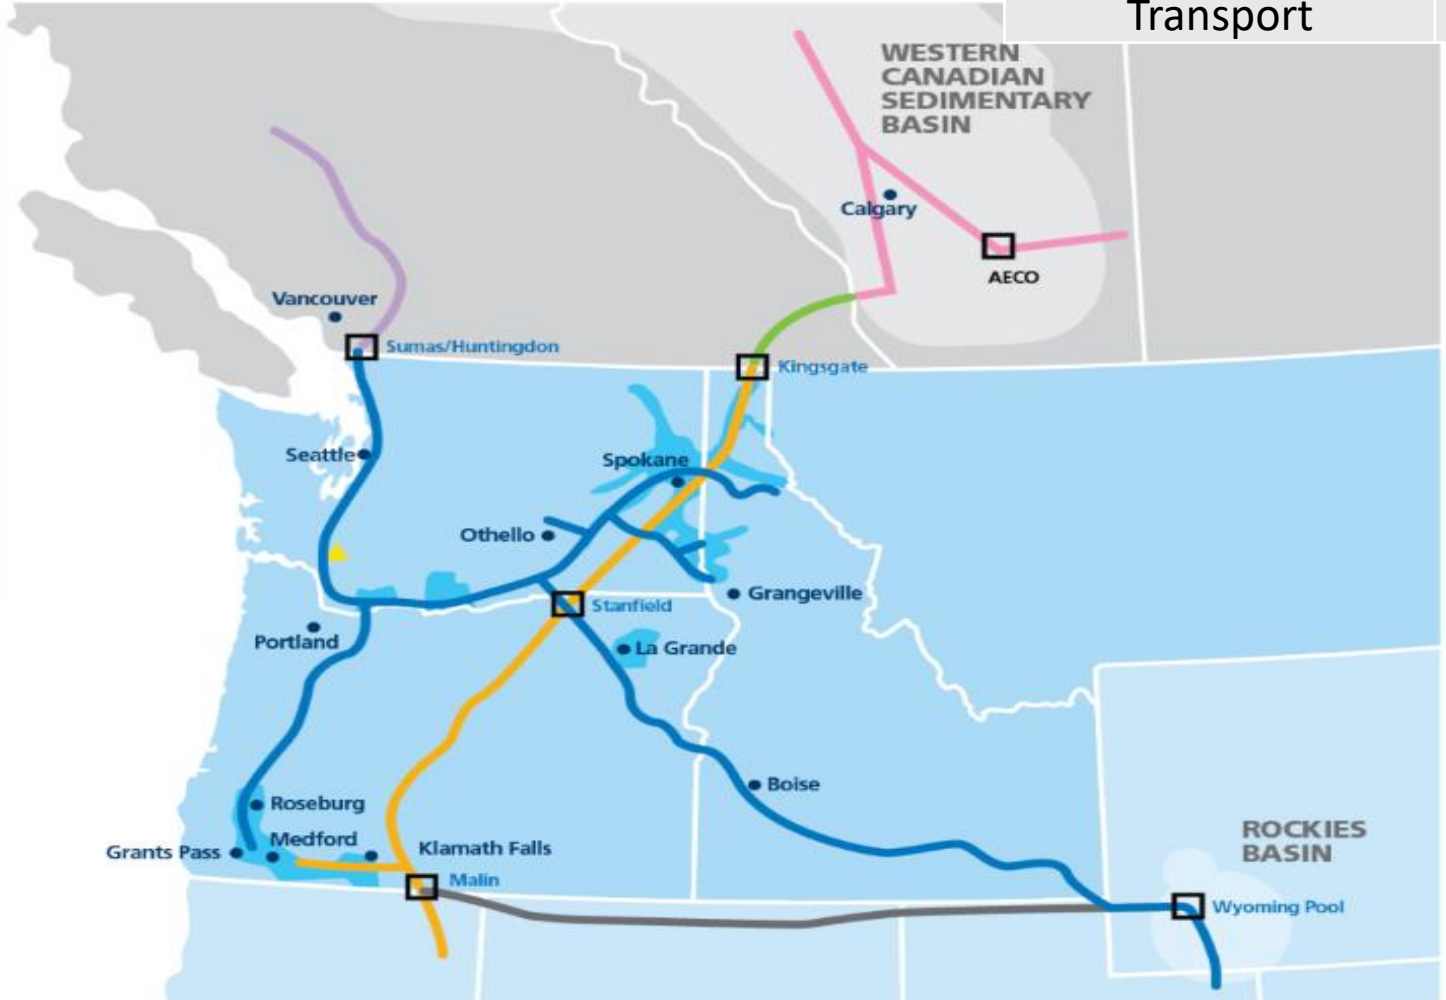 Transport
WESTERN
CANADIAN
SEDIMENTARY
BASIN
Calgary
AECO
Vancouver
Sumas/Huntingdon
Kingsgate
Seattle
Spokane
Othello
Grangeville
Stanfield
Portland
La Grande
Boise
Roseburg
Medford
Grants Pass
Klamath Falls
Malin
ROCKIES
BASIN
Wyoming Pool